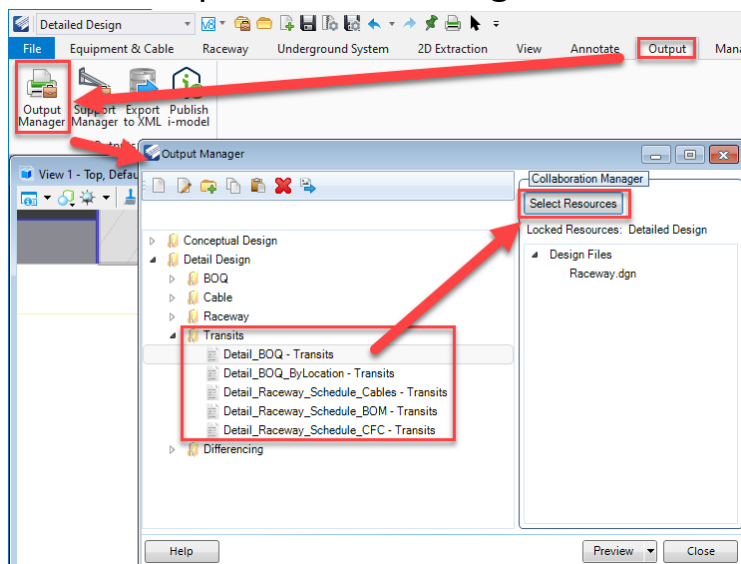 Detailed Design
File Equipment & Cable Raceway Underground System 2D Extraction View Annotate Output
Output Support Export Publish
Manager Manager to XML i-model
Output Manager
View 1 - Top,
Collaboration Manager
Select Resources
Locked Resources: Detailed Design
Conceptual Design
Design Files
Detail Design
Raceway.dgn
BOQ
Cable
Raceway
Transits
Detail_BOQ - Transits
Detail_BOQ_ByLocation - Transits
Detail_Raceway_Schedule_Cables - Transits
Detail_Raceway_Schedule_BOM - Transits
Detail_Raceway_Schedule_CFC - Transits
Differencing
Help Preview Close